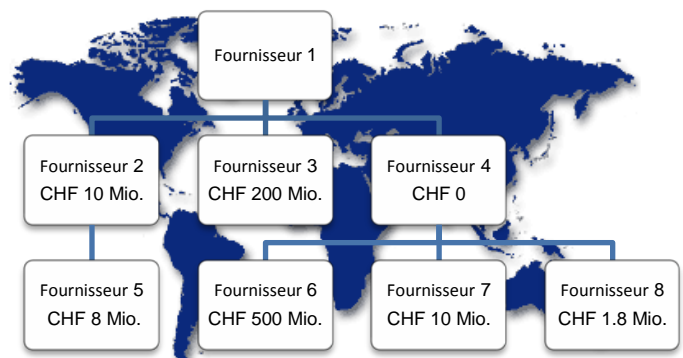 Fournisseur 1
Fournisseur 2
CHF 10 Mio.
Fournisseur 3
CHF 200 Mio.
Fournisseur 4
CHF 0
Fournisseur 5
CHF 8 Mio.
Fournisseur 6
CHF 500 Mio.
Fournisseur 7
CHF 10 Mio.
Fournisseur 8
CHF 1.8 Mio.